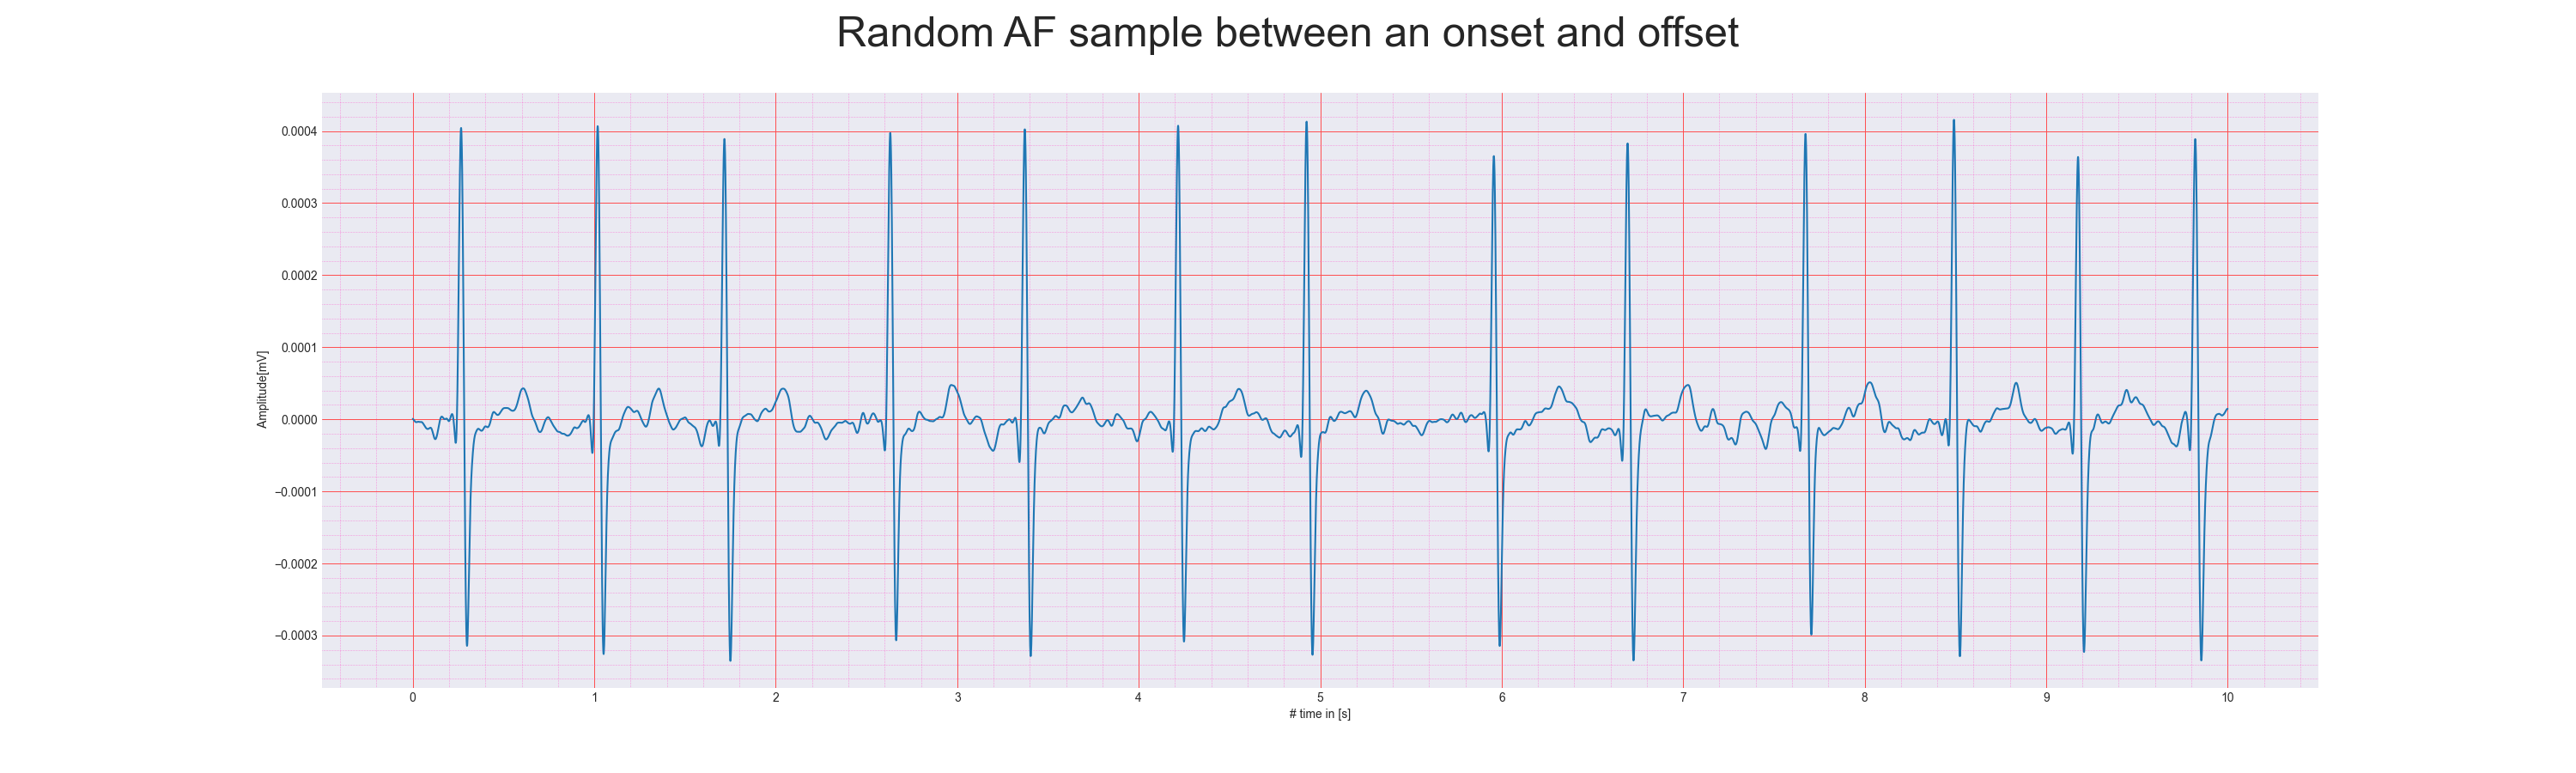 Random AF sample between an onset and offset
0.0004
0.0003
0.0002
0.0001
0.0000
−0.0001
−0.0002
−0.0003
Amplitude[mV]
0 1 2 3 4 5 6 7 8 9 10
# time in [s]